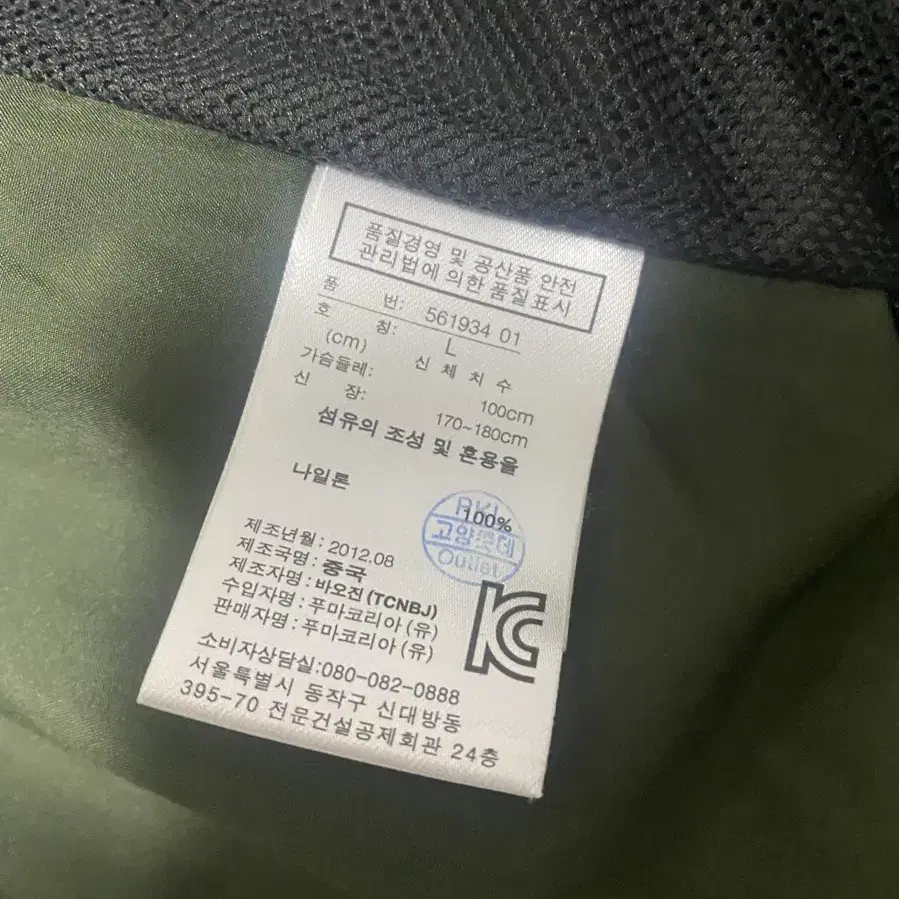 품질경영 및 공산품 안전
관리법에 의한 품질표시
품 번: 561934 01
호 칭: L
(cm) 신 체 치 수
가슴둘레: 100cm
신 장: 170~180cm
섬유의 조성 및 혼용율
나일론 100%
RKI
고양롯데
Outlet
제조년월 : 2012.08
제조국명 : 중국
제조자명 : 바오진 (TCNBJ)
수입자명 : 푸마코리아 (유)
판매자명 : 푸마코리아 (유)
소비자상담실:080-082-0888
서울특별시 동작구 신대방동
395-70 전문건설공제회관 24층